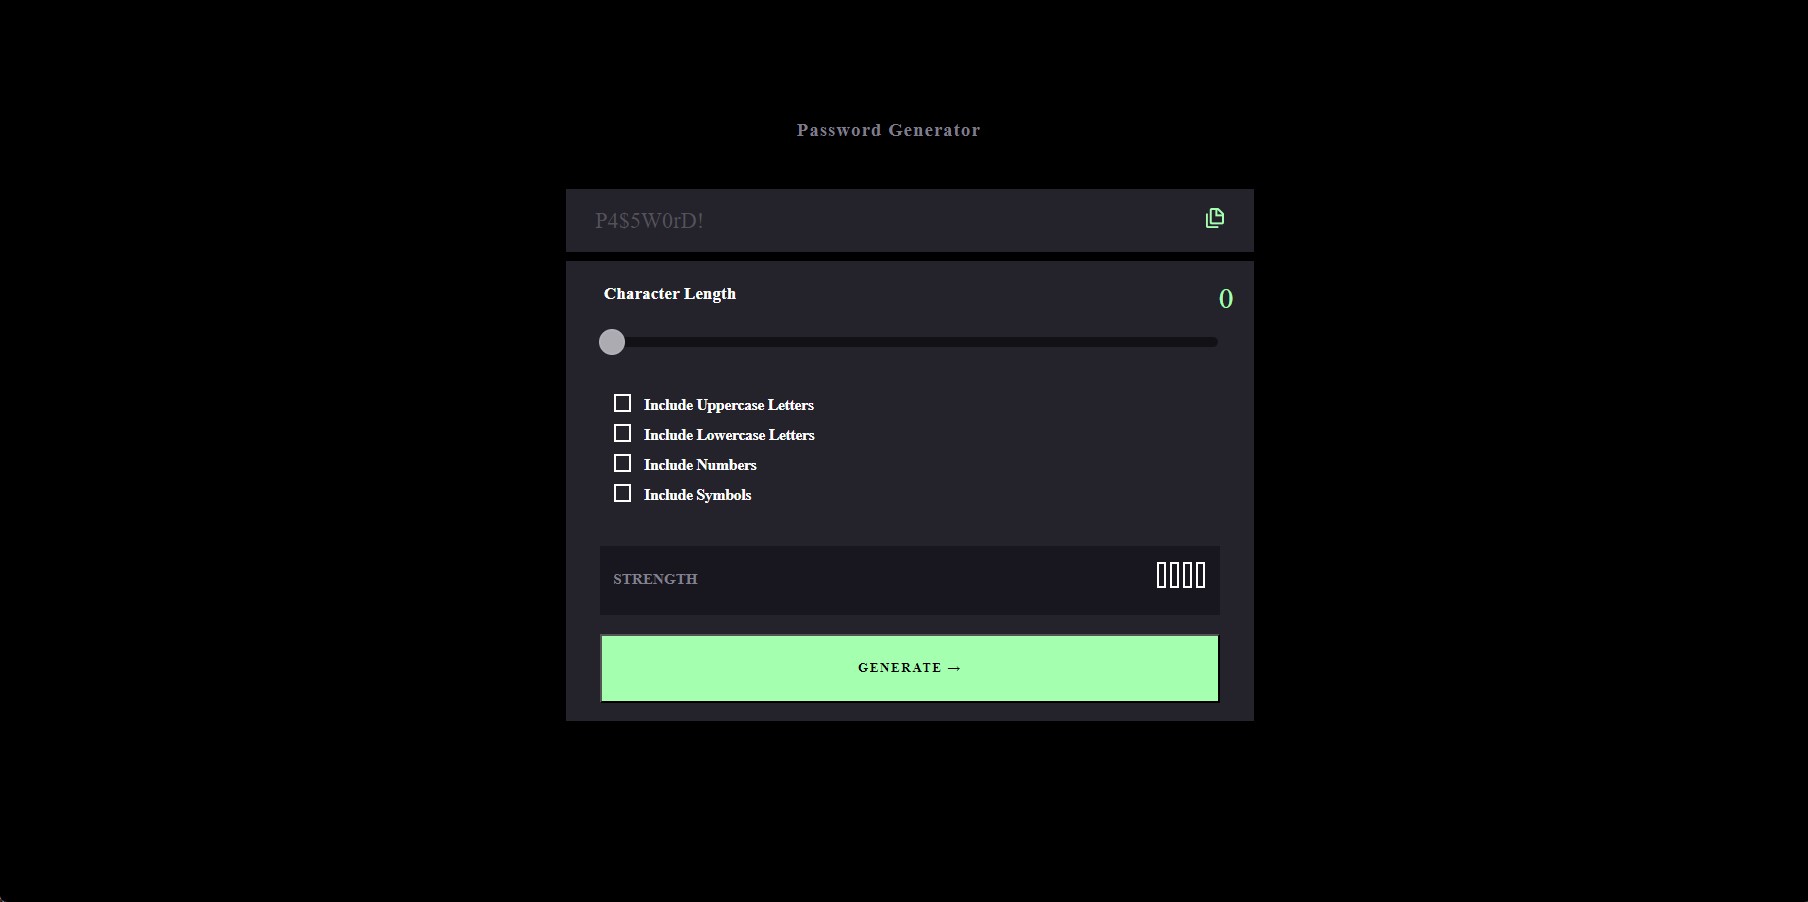 Password Generator
P4$5W0rD!
Character Length
0
Include Uppercase Letters
Include Lowercase Letters
Include Numbers
Include Symbols
STRENGTH
GENERATE →